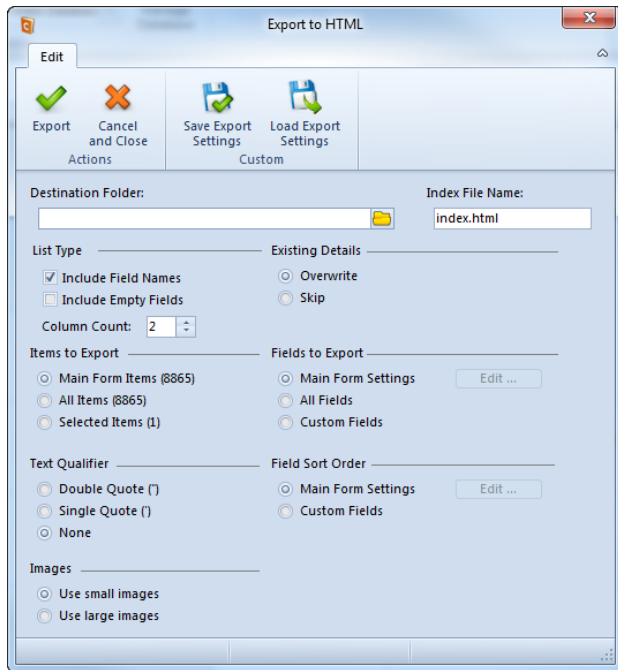 Export to HTML
Edit
Export
Cancel and Close
Save Export Settings
Load Export Settings
Actions
Custom
Destination Folder:
Index File Name:
index.html
List Type
Existing Details
Include Field Names
Overwrite
Include Empty Fields
Skip
Column Count: 2
Items to Export
Fields to Export
Main Form Items (8865)
Main Form Settings
Edit ...
All Items (8865)
All Fields
Selected Items (1)
Custom Fields
Text Qualifier
Field Sort Order
Double Quote (")
Main Form Settings
Edit ...
Single Quote (')
Custom Fields
None
Images
Use small images
Use large images